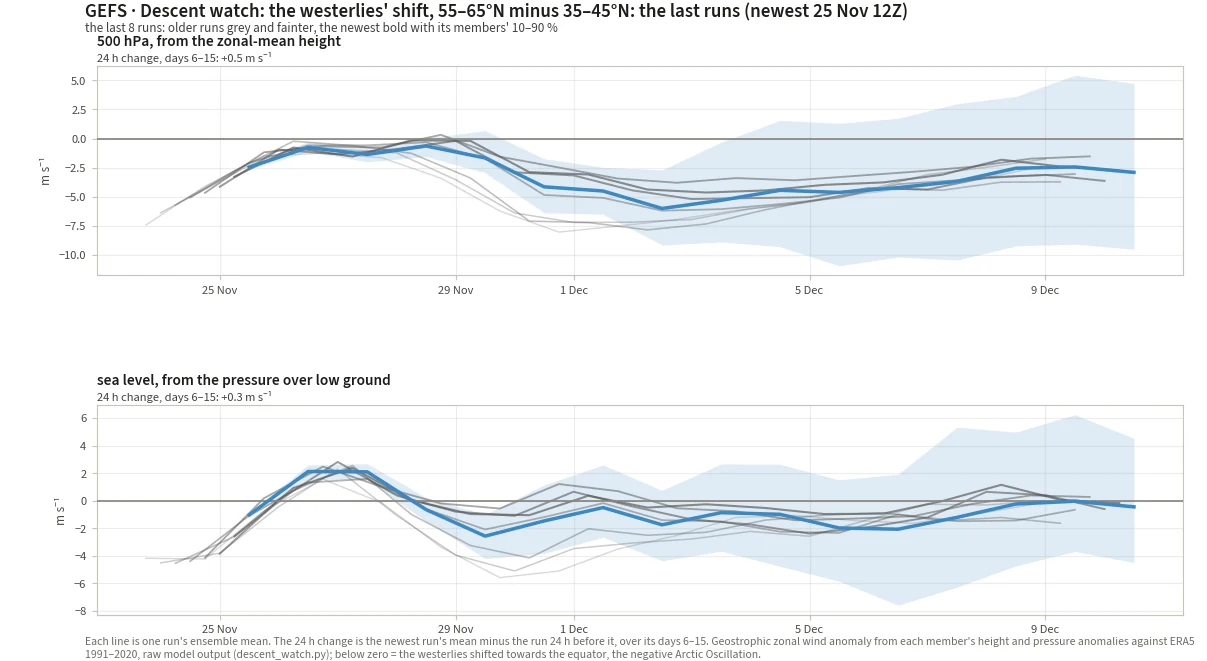 GEFS · Descent watch: the westerlies' shift, 55–65°N minus 35–45°N: the last runs (newest 25 Nov 12Z)
the last 8 runs: older runs grey and fainter, the newest bold with its members' 10–90 %
500 hPa, from the zonal-mean height
24 h change, days 6–15: +0.5 m s⁻¹
5.0
2.5
0.0
−2.5
−5.0
−7.5
−10.0
m s⁻¹
25 Nov
29 Nov
1 Dec
5 Dec
9 Dec
sea level, from the pressure over low ground
24 h change, days 6–15: +0.3 m s⁻¹
6
4
2
0
−2
−4
−6
−8
m s⁻¹
25 Nov
29 Nov
1 Dec
5 Dec
9 Dec
Each line is one run's ensemble mean. The 24 h change is the newest run's mean minus the run 24 h before it, over its days 6–15. Geostrophic zonal wind anomaly from each member's height and pressure anomalies against ERA5
1991–2020, raw model output (descent_watch.py); below zero = the westerlies shifted towards the equator, the negative Arctic Oscillation.